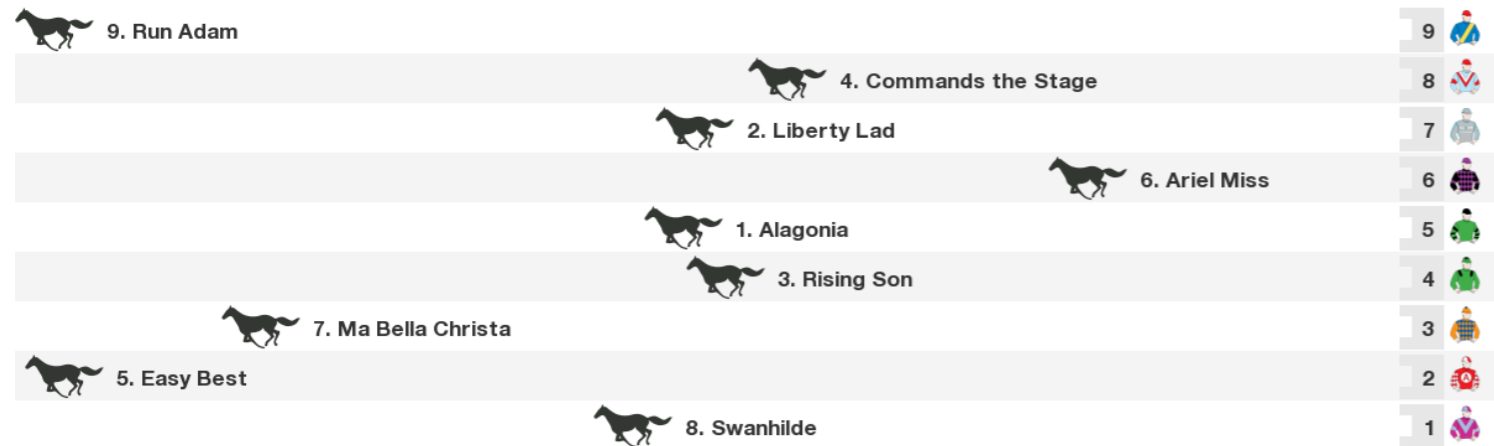 9. Run Adam 9
4. Commands the Stage 8
2. Liberty Lad 7
6. Ariel Miss 6
1. Alagonia 5
3. Rising Son 4
7. Ma Bella Christa 3
5. Easy Best 2
A
8. Swanhilde 1